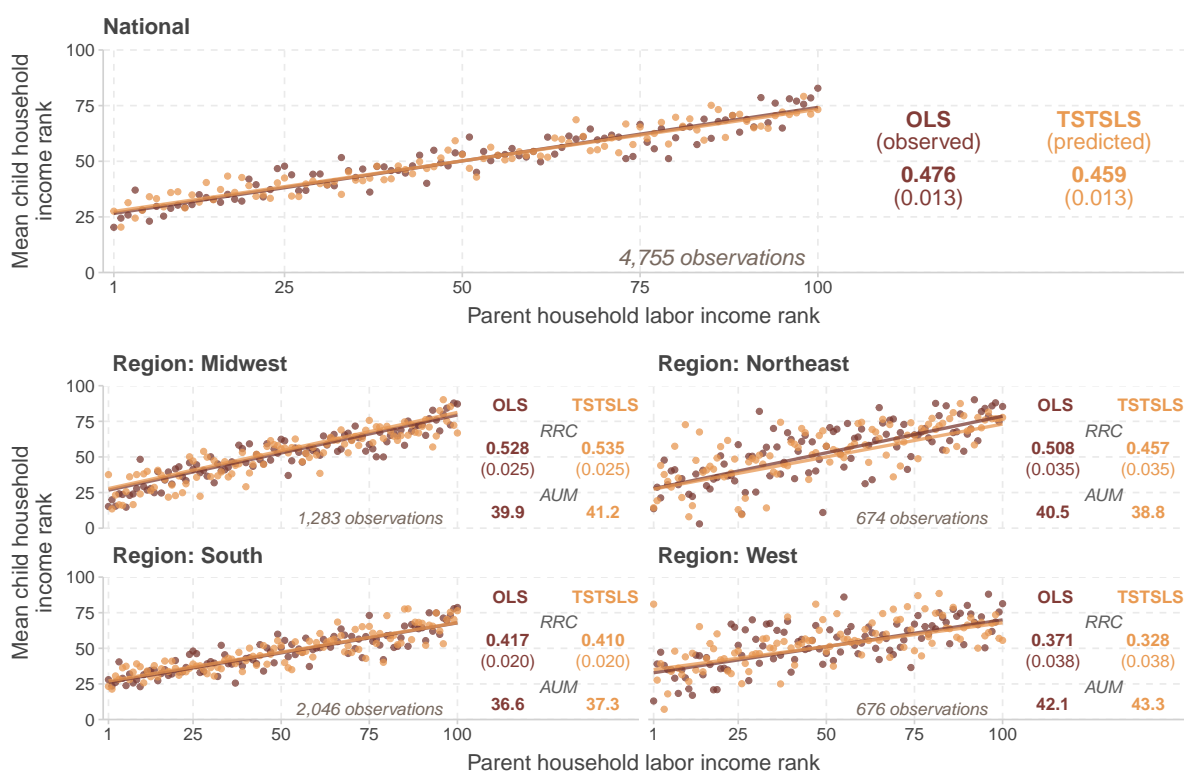 National
Mean child household
income rank
100
75
50
25
0
OLS
(observed)
0.476
(0.013)
TSTSLS
(predicted)
0.459
(0.013)
4,755 observations
1
25
50
75
100
Parent household labor income rank
Mean child household
income rank
Region: Midwest
100
75
50
25
0
OLS TSTSLS
RRC
0.528 0.535
(0.025) (0.025)
AUM
39.9 41.2
1,283 observations
Region: Northeast
OLS TSTSLS
RRC
0.508 0.457
(0.035) (0.035)
AUM
40.5 38.8
674 observations
Region: South
100
75
50
25
0
OLS TSTSLS
RRC
0.417 0.410
(0.020) (0.020)
AUM
36.6 37.3
2,046 observations
1 25 50 75 100
Region: West
OLS TSTSLS
RRC
0.371 0.328
(0.038) (0.038)
AUM
42.1 43.3
676 observations
1 25 50 75 100
Parent household labor income rank